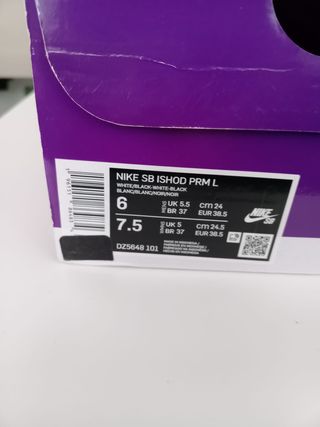 NIKE SB ISHOD PRM L
WHITE/BLACK-WHITE-BLACK
BLANC/BLANC/NOIR/NOIR
6 UK 5.5 cm 24
BR 37 EUR 38.5
7.5 UK 5 cm 24.5
BR 37 EUR 38.5
DZ5648 101
MADE IN INDONESIA/
NIKE
SB